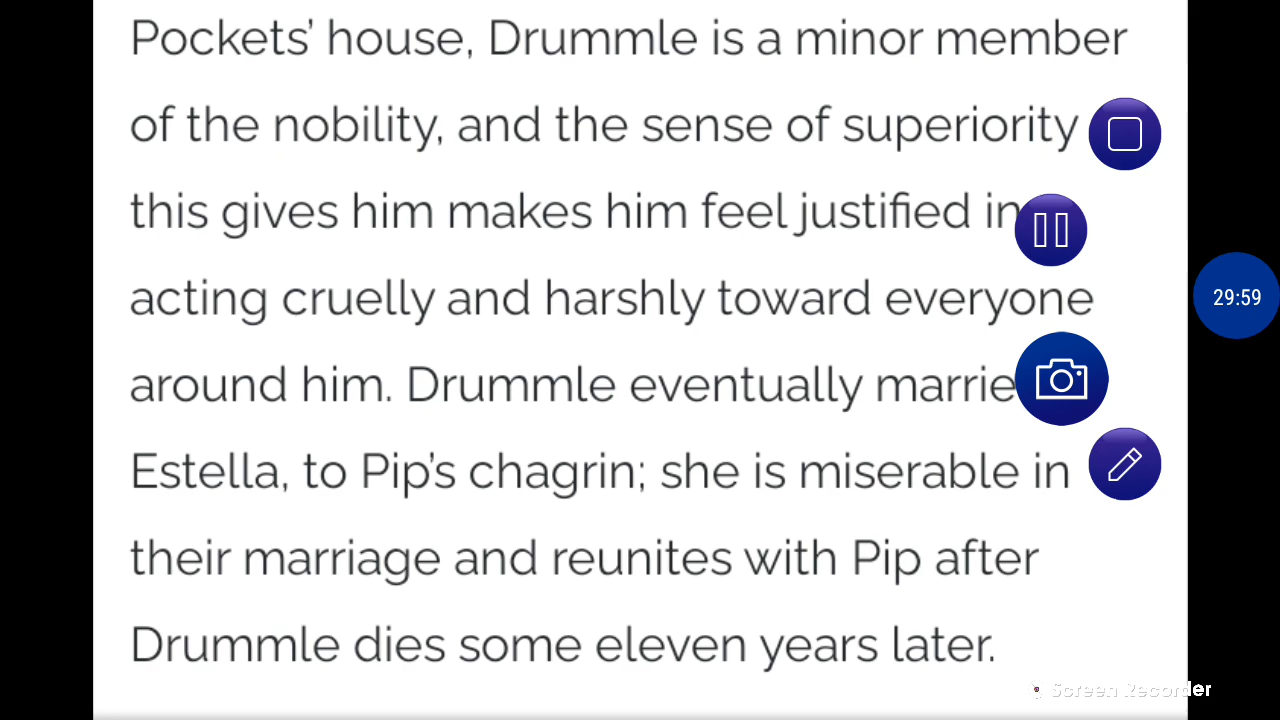 Pockets’ house, Drummle is a minor member
of the nobility, and the sense of superiority
this gives him makes him feel justified in
acting cruelly and harshly toward everyone
around him. Drummle eventually marrie
Estella, to Pip’s chagrin; she is miserable in
their marriage and reunites with Pip after
Drummle dies some eleven years later.
29:59
Screen Recorder